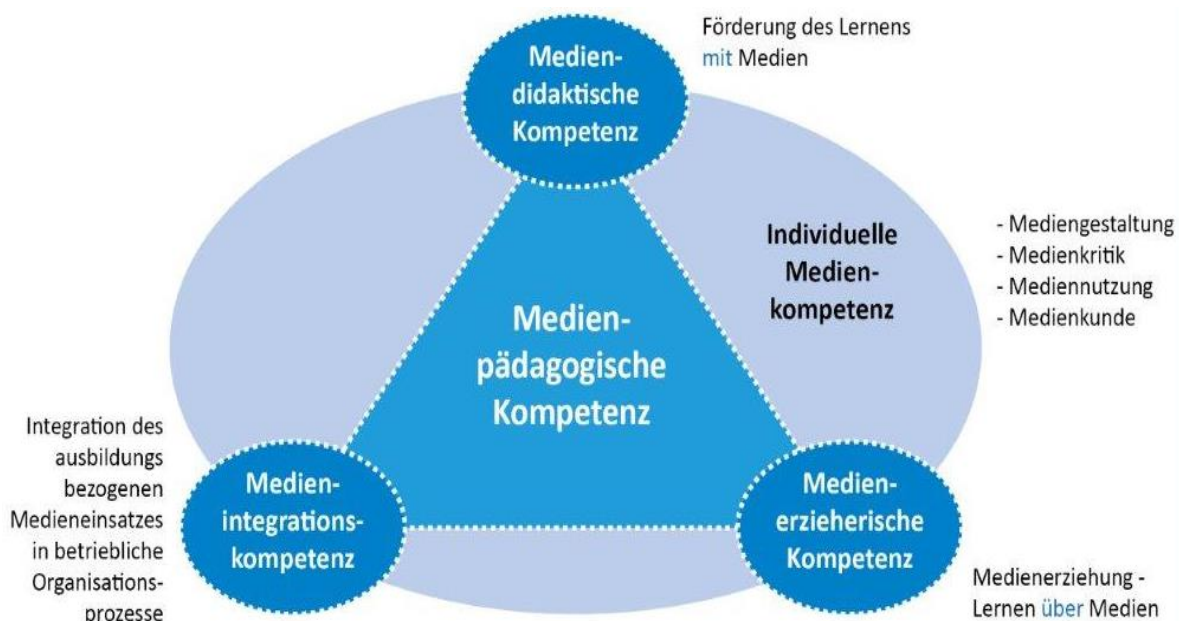 Förderung des Lernens
mit Medien
Medien-
didaktische
Kompetenz
Individuelle
Medien-
kompetenz
- Mediengestaltung
- Medienkritik
- Mediennutzung
- Medienkunde
Medien-
pädagogische
Kompetenz
Integration des
ausbildungs
bezogenen
Medieneinsatzes
in betriebliche
Organisations-
prozesse
Medien-
integrations-
kompetenz
Medien-
erzieherische
Kompetenz
Medienerziehung -
Lernen über Medien